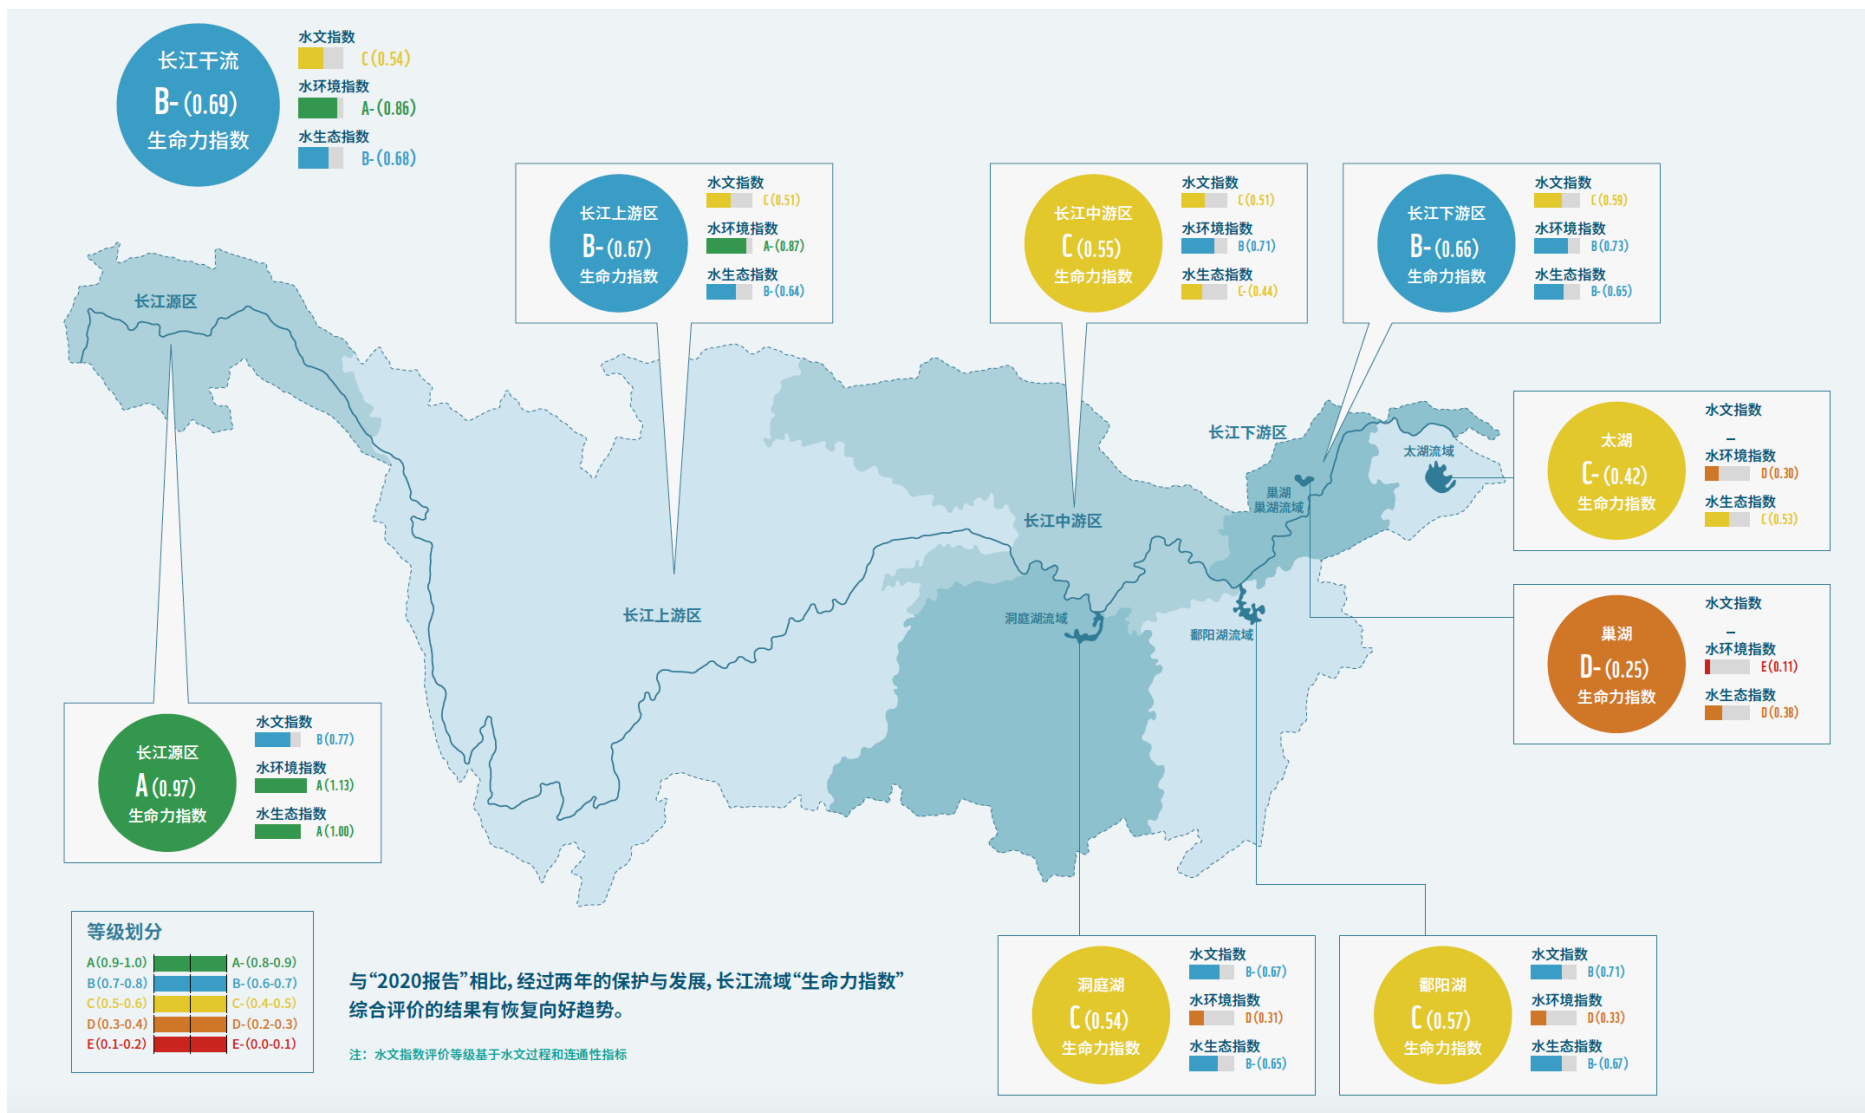 长江干流
B-(0.69)
生命力指数
水文指数
C(0.54)
水环境指数
A-(0.86)
水生态指数
B-(0.68)
长江上游区
B-(0.67)
生命力指数
水文指数
C(0.51)
水环境指数
A-(0.87)
水生态指数
B-(0.64)
长江中游区
C(0.55)
生命力指数
水文指数
C(0.51)
水环境指数
B(0.71)
水生态指数
C-(0.44)
长江下游区
B-(0.66)
生命力指数
水文指数
C(0.59)
水环境指数
B(0.73)
水生态指数
B-(0.65)
长江源区
长江下游区
太湖流域
巢湖
巢湖流域
长江中游区
长江上游区
洞庭湖流域
鄱阳湖流域
太湖
C-(0.42)
生命力指数
水文指数
–
水环境指数
D(0.30)
水生态指数
C(0.53)
巢湖
D-(0.25)
生命力指数
水文指数
–
水环境指数
E(0.11)
水生态指数
D(0.38)
长江源区
A(0.97)
生命力指数
水文指数
B(0.77)
水环境指数
A(1.13)
水生态指数
A(1.00)
等级划分
A(0.9-1.0) A-(0.8-0.9)
B(0.7-0.8) B-(0.6-0.7)
C(0.5-0.6) C-(0.4-0.5)
D(0.3-0.4) D-(0.2-0.3)
E(0.1-0.2) E-(0.0-0.1)
与“2020报告”相比，经过两年的保护与发展，长江流域“生命力指数”
综合评价的结果有恢复向好趋势。
注：水文指数评价等级基于水文过程和连通性指标
洞庭湖
C(0.54)
生命力指数
水文指数
B-(0.67)
水环境指数
D(0.31)
水生态指数
B-(0.65)
鄱阳湖
C(0.57)
生命力指数
水文指数
B(0.71)
水环境指数
D(0.33)
水生态指数
B-(0.67)